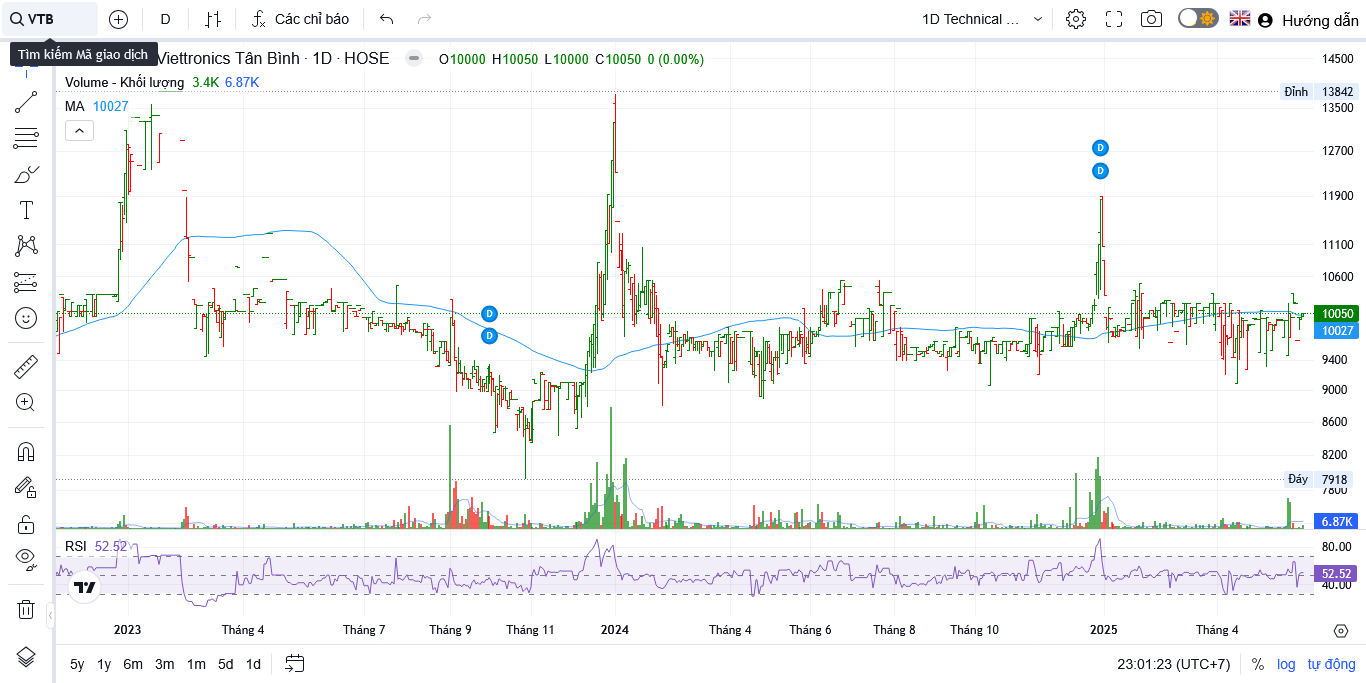 VTB
D
Các chỉ báo
1D Technical ...
Hướng dẫn
Tìm kiếm Mã giao dịch
Viettronics Tân Bình · 1D · HOSE
O10000 H10050 L10000 C10050 0 (0.00%)
Volume - Khối lượng 3.4K 6.87K
MA 10027
14500
Đỉnh 13842
13500
12700
D
D
11900
11100
10600
D
D
10050
10027
9400
9000
8600
8200
Đáy 7918
7800
6.87K
RSI 52.52
80.00
52.52
40.00
2023 Tháng 4 Tháng 7 Tháng 9 Tháng 11 2024 Tháng 4 Tháng 6 Tháng 8 Tháng 10 2025 Tháng 4
5y 1y 6m 3m 1m 5d 1d
23:01:23 (UTC+7) % log tự động